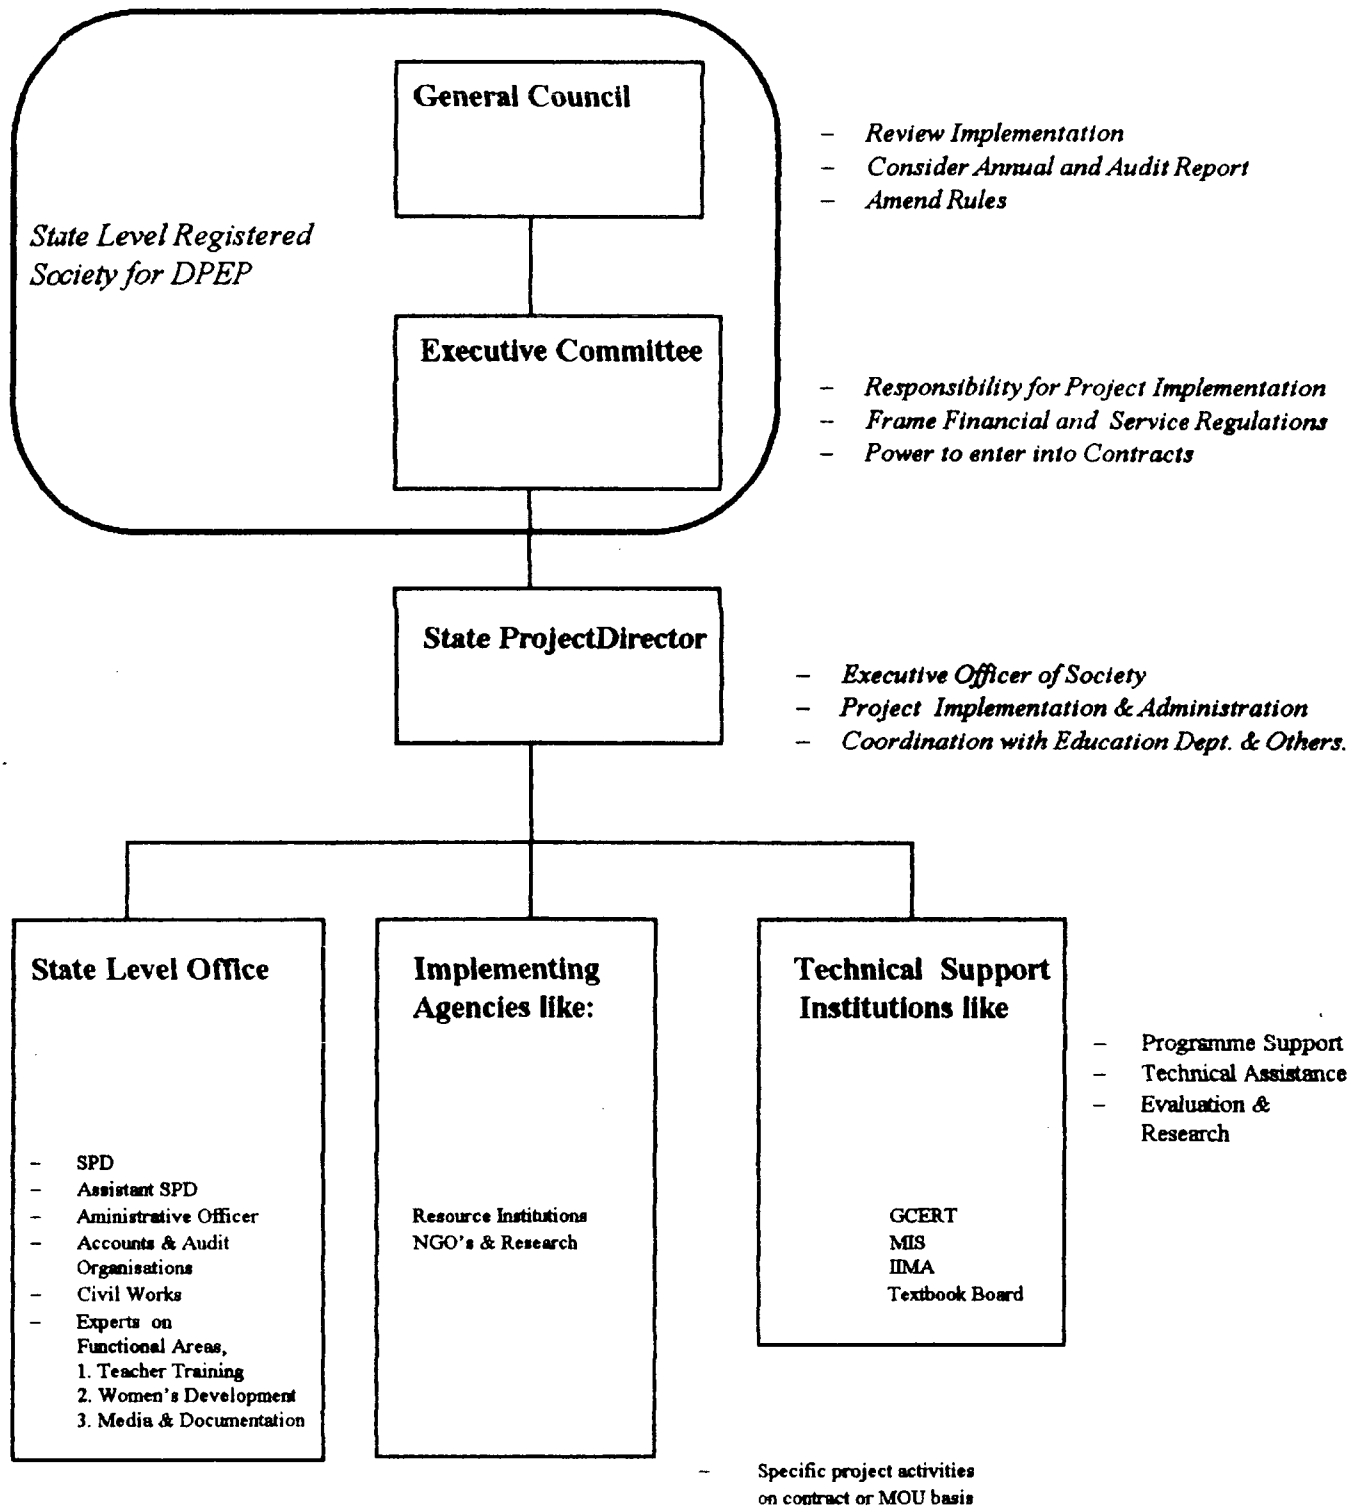 General Council
– Review Implementation
– Consider Annual and Audit Report
– Amend Rules
State Level Registered
Society for DPEP
Executive Committee
– Responsibility for Project Implementation
– Frame Financial and Service Regulations
– Power to enter into Contracts
State ProjectDirector
– Executive Officer of Society
– Project Implementation & Administration
– Coordination with Education Dept. & Others.
State Level Office
– SPD
– Assistant SPD
– Aministrative Officer
– Accounts & Audit
Organisations
– Civil Works
– Experts on
Functional Areas,
1. Teacher Training
2. Women's Development
3. Media & Documentation
Implementing
Agencies like:
Resource Institutions
NGO's & Research
Technical Support
Institutions like
GCERT
MIS
IIMA
Textbook Board
– Programme Support
– Technical Assistance
– Evaluation &
Research
– Specific project activities
on contract or MOU basis